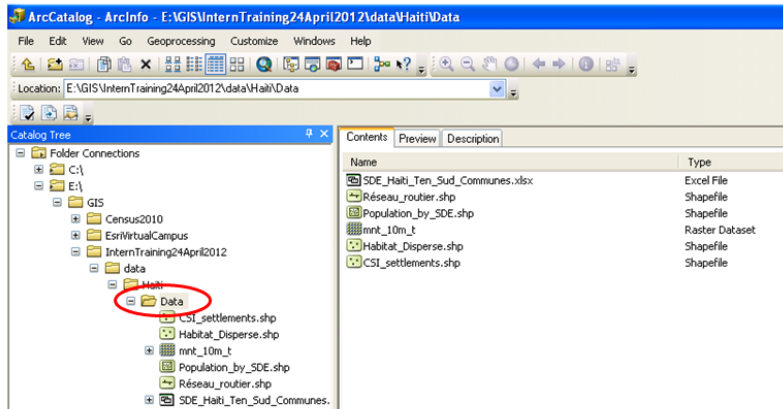 ArcCatalog - ArcInfo - E:\GIS\InternTraining24April2012\data\Haiti\Data
File Edit View Go Geoprocessing Customize Windows Help
Location: E:\GIS\InternTraining24April2012\data\Haiti\Data
Catalog Tree
Folder Connections
C:\
E:\
GIS
Census2010
EsriVirtualCampus
InternTraining24April2012
data
Haiti
Data
CSI_settlements.shp
Habitat_Disperse.shp
mnt_10m_t
Population_by_SDE.shp
Réseau_routier.shp
SDE_Haiti_Ten_Sud_Communes.
Contents Preview Description
Name Type
SDE_Haiti_Ten_Sud_Communes.xlsx Excel File
Réseau_routier.shp Shapefile
Population_by_SDE.shp Shapefile
mnt_10m_t Raster Dataset
Habitat_Disperse.shp Shapefile
CSI_settlements.shp Shapefile